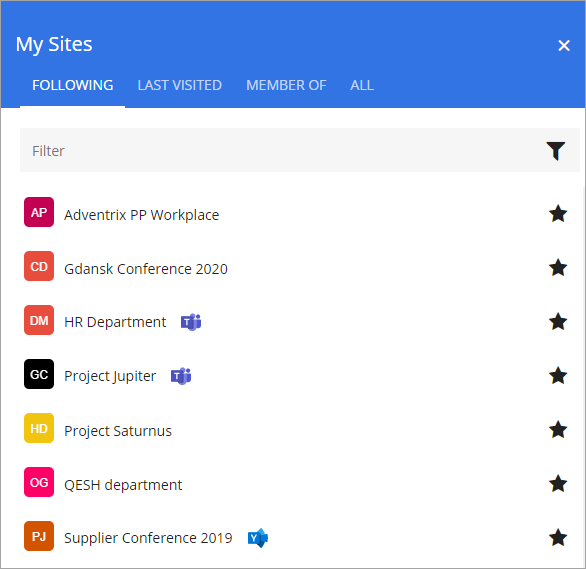 My Sites
FOLLOWING LAST VISITED MEMBER OF ALL
Filter
AP Adventrix PP Workplace
CD Gdansk Conference 2020
DM HR Department T
GC Project Jupiter T
HD Project Saturnus
OG QESH department
PJ Supplier Conference 2019 Y